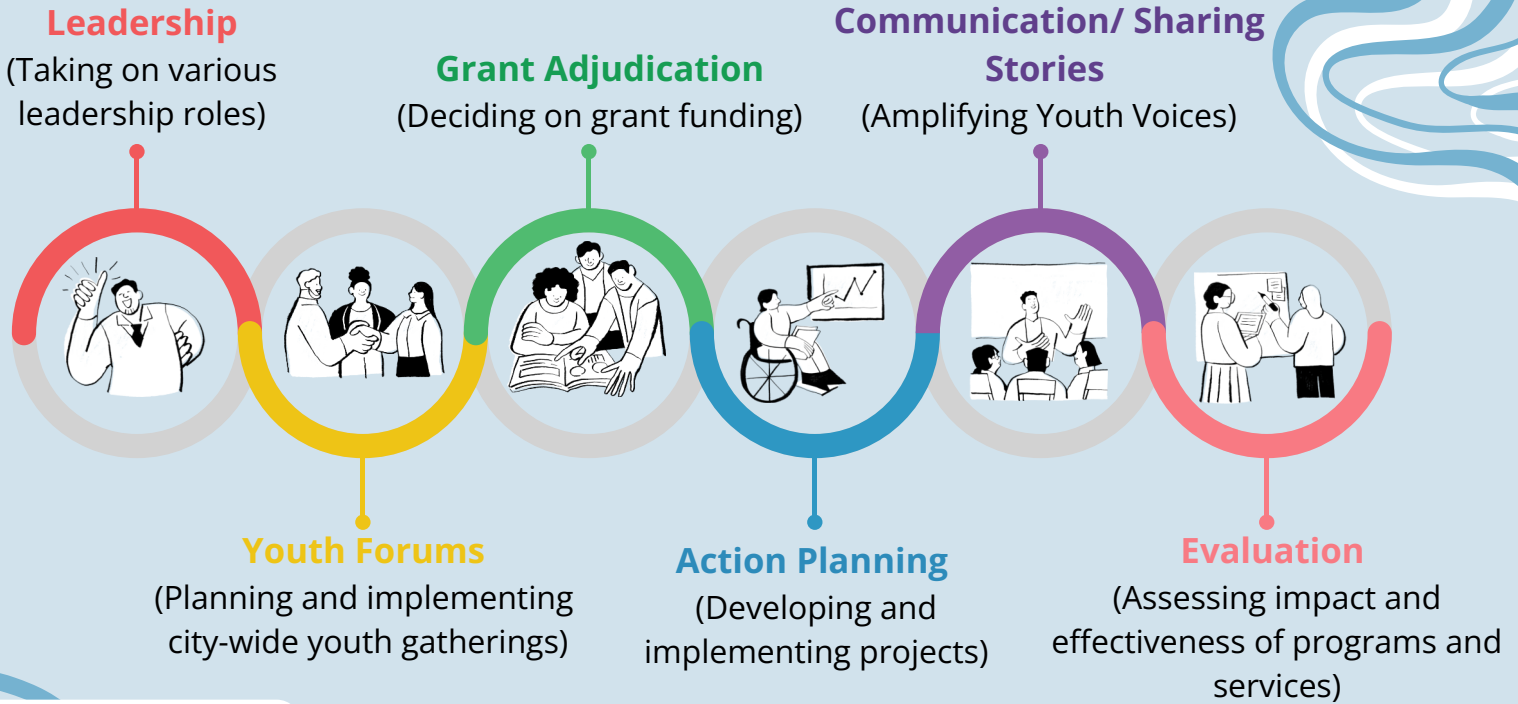 Leadership
(Taking on various
leadership roles)
Grant Adjudication
(Deciding on grant funding)
Communication/ Sharing
Stories
(Amplifying Youth Voices)
Youth Forums
(Planning and implementing
city-wide youth gatherings)
Action Planning
(Developing and
implementing projects)
Evaluation
(Assessing impact and
effectiveness of programs and
services)